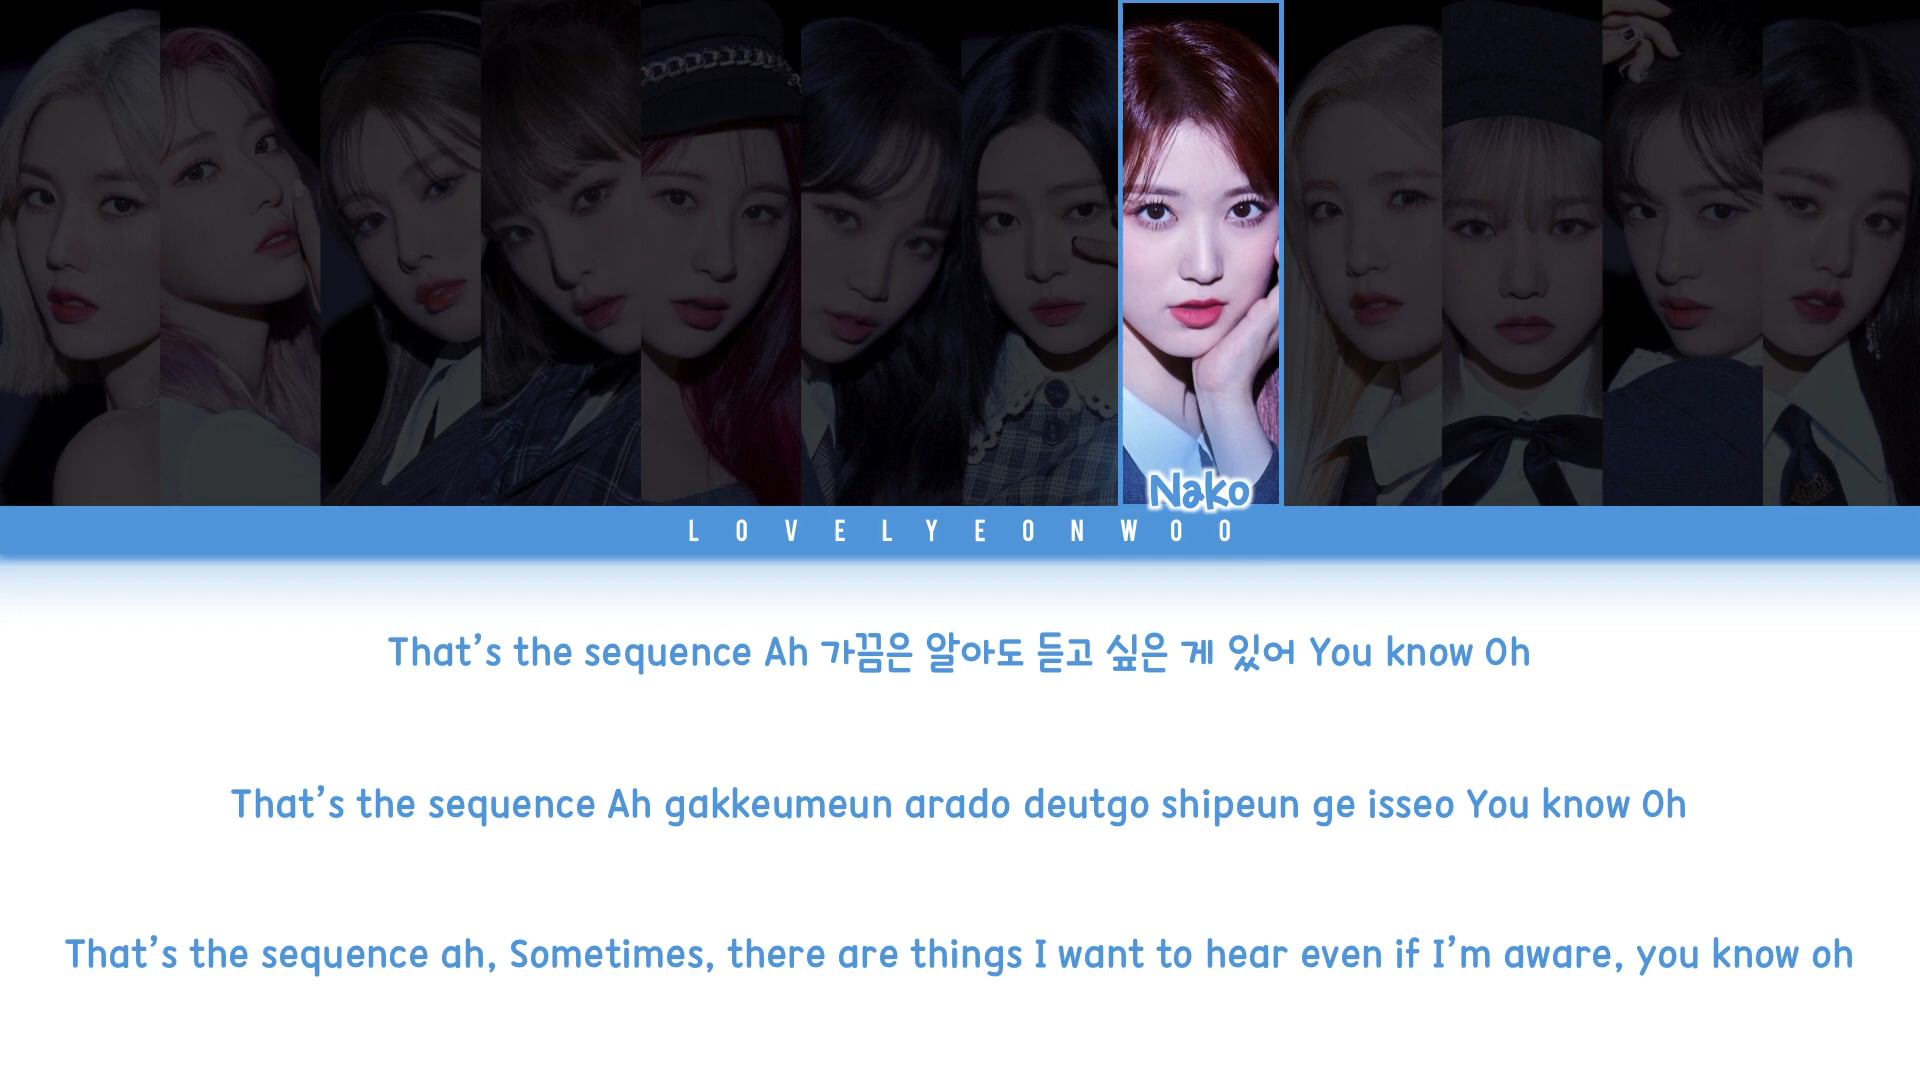 Nako
LOVELYEONWOO
That's the sequence Ah 가끔은 알아도 듣고 싶은 게 있어 You know Oh
That's the sequence Ah gakkeumeun arado deutgo shipeun ge isseo You know Oh
That's the sequence ah, Sometimes, there are things I want to hear even if I'm aware, you know oh